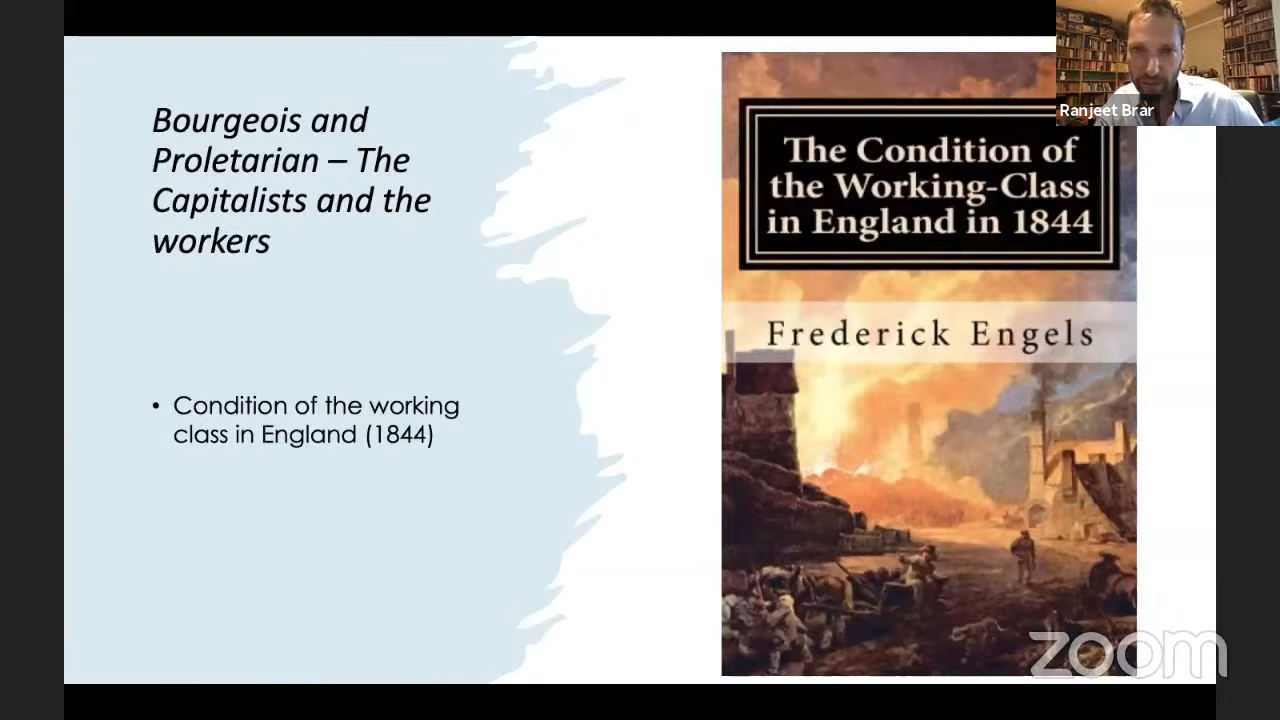 Bourgeois and
Proletarian – The
Capitalists and the
workers
• Condition of the working
class in England (1844)
The Condition of
the Working-Class
in England in 1844
Frederick Engels
Ranjeet Brar
zoom